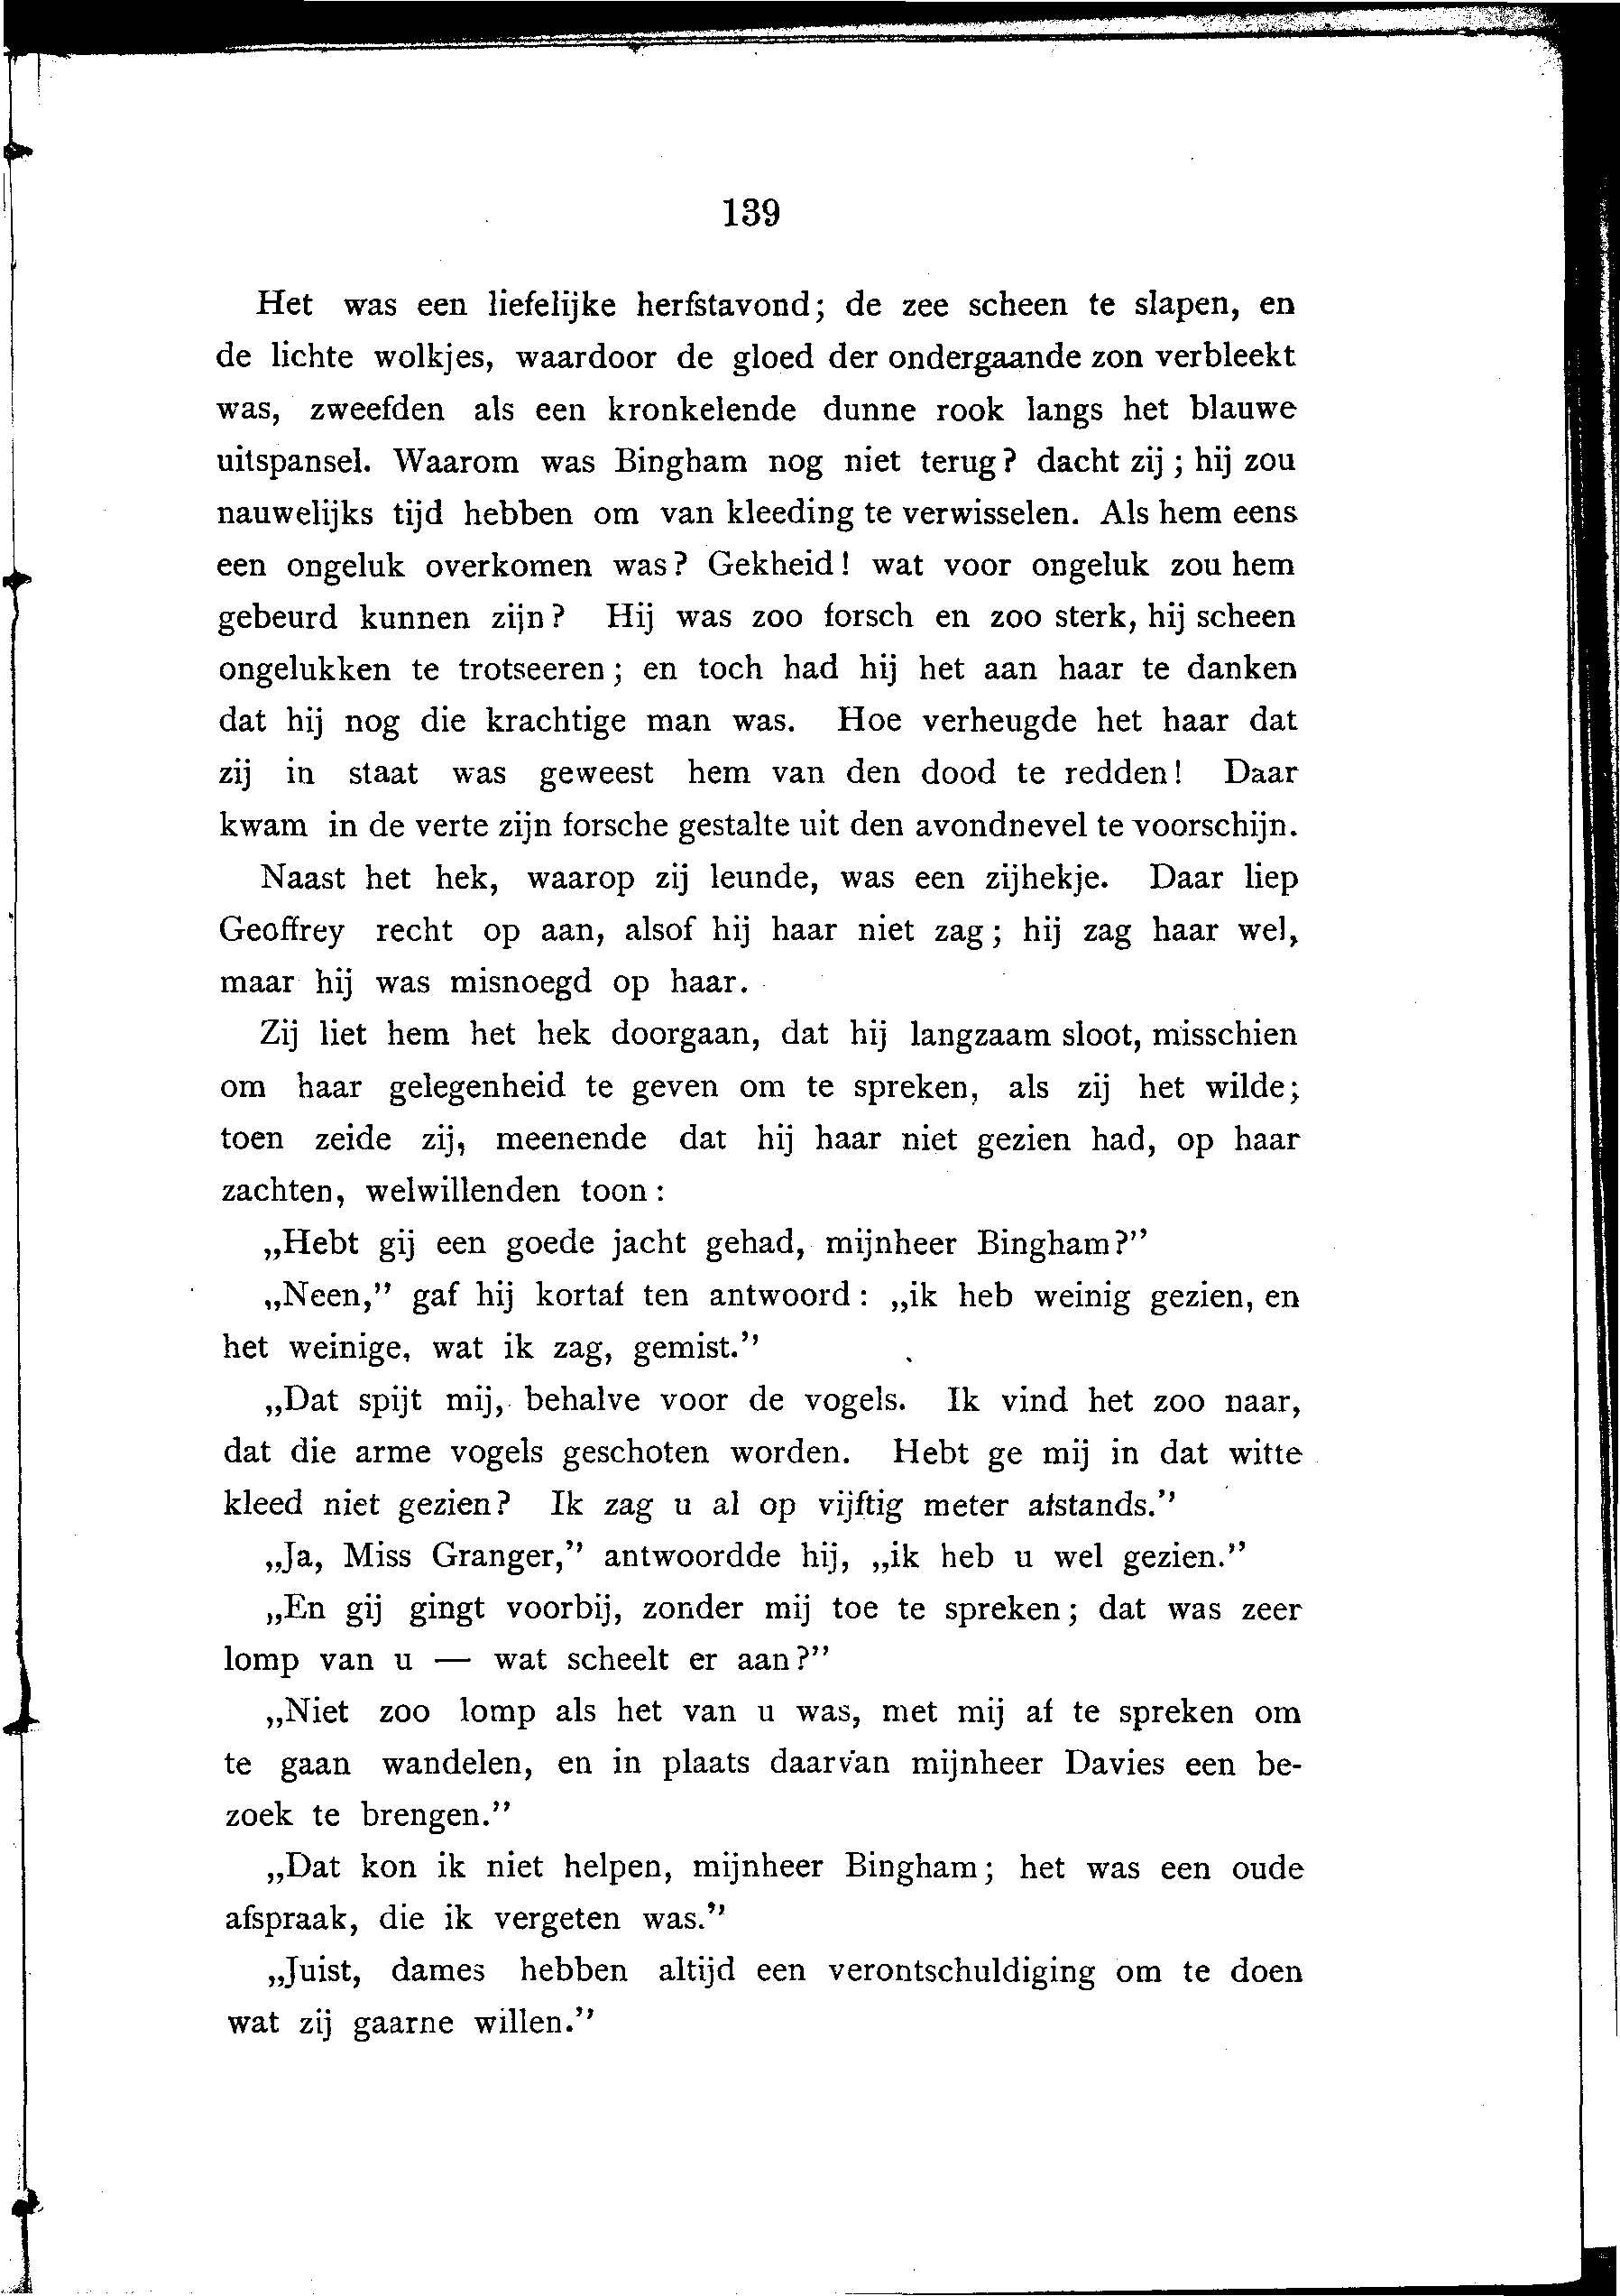 139
Het was een liefelijke herfstavond; de zee scheen te slapen, en
de lichte wolkjes, waardoor de gloed der ondergaande zon verbleekt
was, zweefden als een kronkelende dunne rook langs het blauwe
uitspansel. Waarom was Bingham nog niet terug? dacht zij; hij zou
nauwelijks tijd hebben om van kleeding te verwisselen. Als hem eens
een ongeluk overkomen was? Gekheid! wat voor ongeluk zou hem
gebeurd kunnen zijn? Hij was zoo forsch en zoo sterk, hij scheen
ongelukken te trotseeren; en toch had hij het aan haar te danken
dat hij nog die krachtige man was. Hoe verheugde het haar dat
zij in staat was geweest hem van den dood te redden! Daar
kwam in de verte zijn forsche gestalte uit den avondnevel te voorschijn.
Naast het hek, waarop zij leunde, was een zijhekje. Daar liep
Geoffrey recht op aan, alsof hij haar niet zag; hij zag haar wel,
maar hij was misnoegd op haar.
Zij liet hem het hek doorgaan, dat hij langzaam sloot, misschien
om haar gelegenheid te geven om te spreken, als zij het wilde;
toen zeide zij, meenende dat hij haar niet gezien had, op haar
zachten, welwillenden toon:
„Hebt gij een goede jacht gehad, mijnheer Bingham?”
„Neen,” gaf hij kortaf ten antwoord: „ik heb weinig gezien, en
het weinige, wat ik zag, gemist.”
„Dat spijt mij, behalve voor de vogels. Ik vind het zoo naar,
dat die arme vogels geschoten worden. Hebt ge mij in dat witte
kleed niet gezien? Ik zag u al op vijftig meter afstands.”
„Ja, Miss Granger,” antwoordde hij, „ik heb u wel gezien.”
„En gij gingt voorbij, zonder mij toe te spreken; dat was zeer
lomp van u — wat scheelt er aan?”
„Niet zoo lomp als het van u was, met mij af te spreken om
te gaan wandelen, en in plaats daarvan mijnheer Davies een be-
zoek te brengen.”
„Dat kon ik niet helpen, mijnheer Bingham; het was een oude
afspraak, die ik vergeten was.”
„Juist, dames hebben altijd een verontschuldiging om te doen
wat zij gaarne willen.”